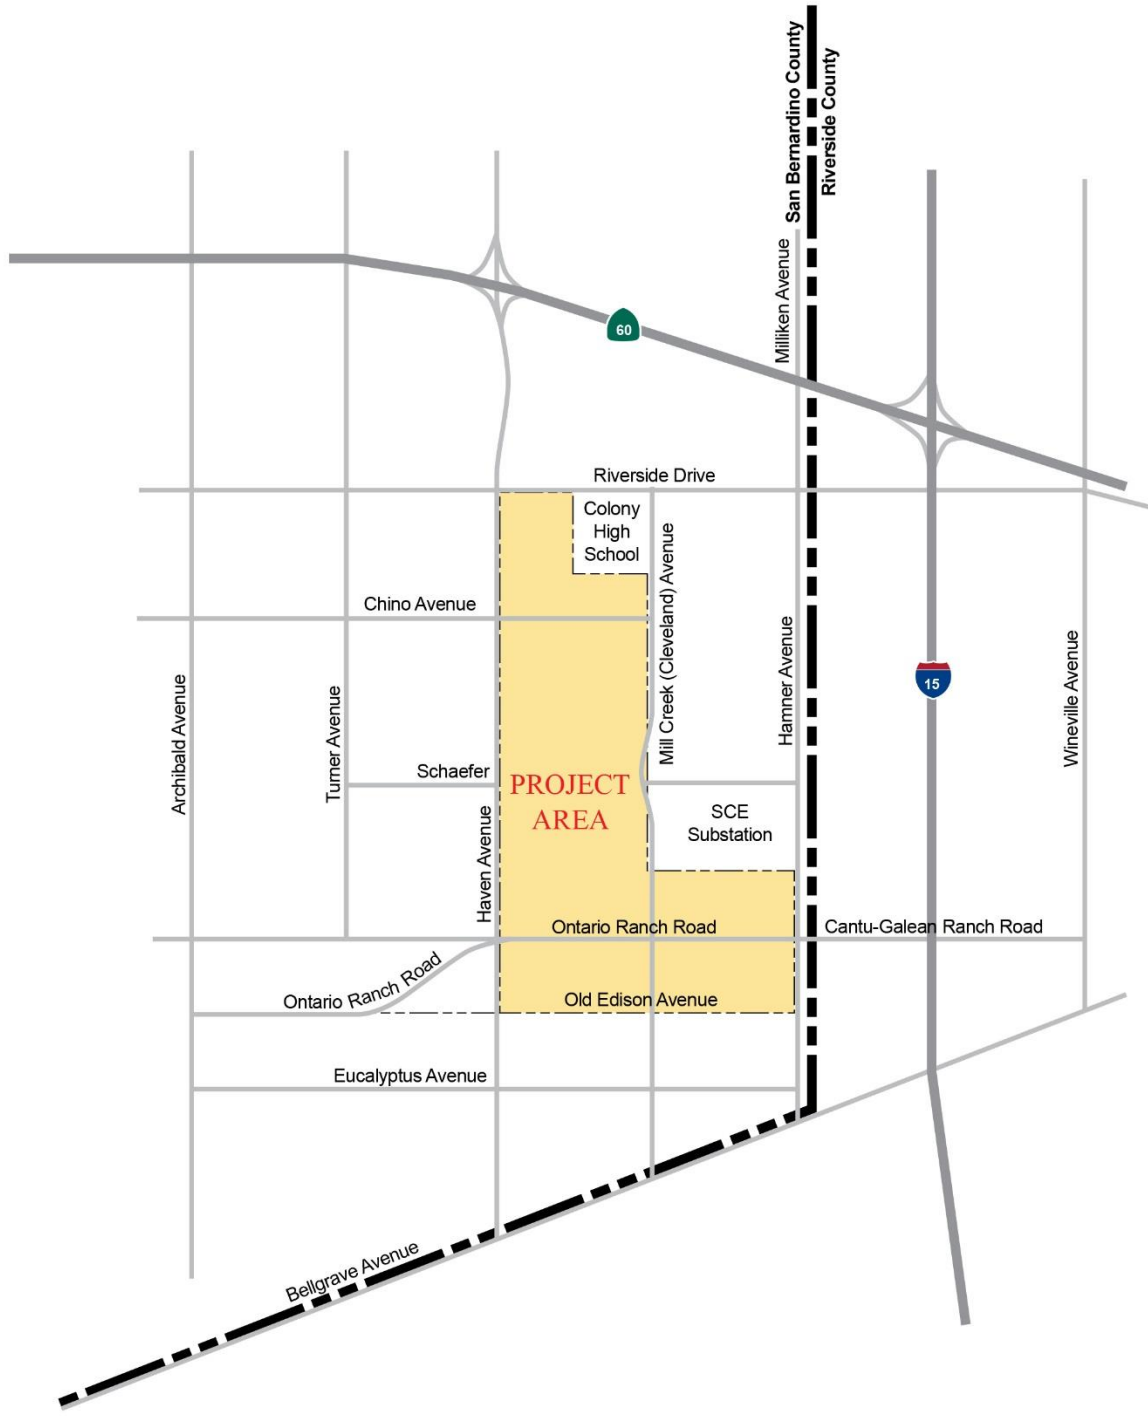 San Bernardino County
Riverside County
Milliken Avenue
60
Riverside Drive
Colony
High
School
Mill Creek (Cleveland) Avenue
Chino Avenue
Hamner Avenue
15
Wineville Avenue
Archibald Avenue
Turner Avenue
Schaefer
PROJECT
AREA
SCE
Substation
Haven Avenue
Ontario Ranch Road
Cantu-Galean Ranch Road
Ontario Ranch Road
Old Edison Avenue
Eucalyptus Avenue
Bellgrave Avenue